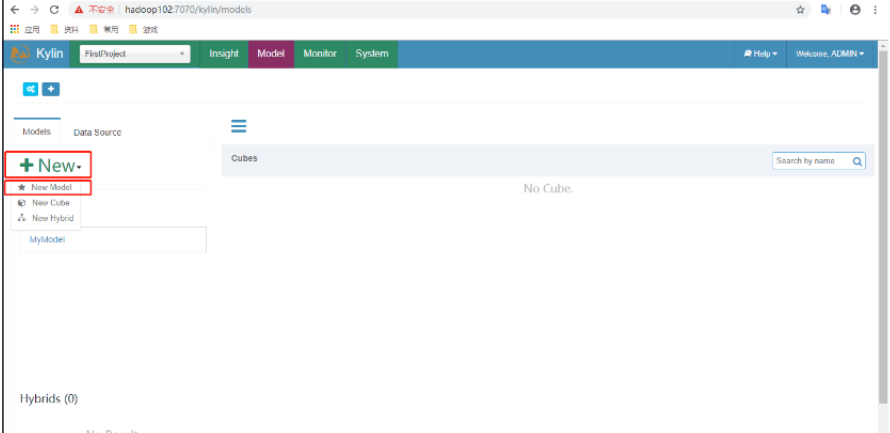 不安全 hadoop102:7070/kylin/models
应用 资料 常用 游戏
Kylin FirstProject Insight Model Monitor System Help Welcome, ADMIN
Models Data Source
New
Cubes Search by name
New Model
No Cube.
New Cube
New Hybrid
MyModel
Hybrids (0)
No Result